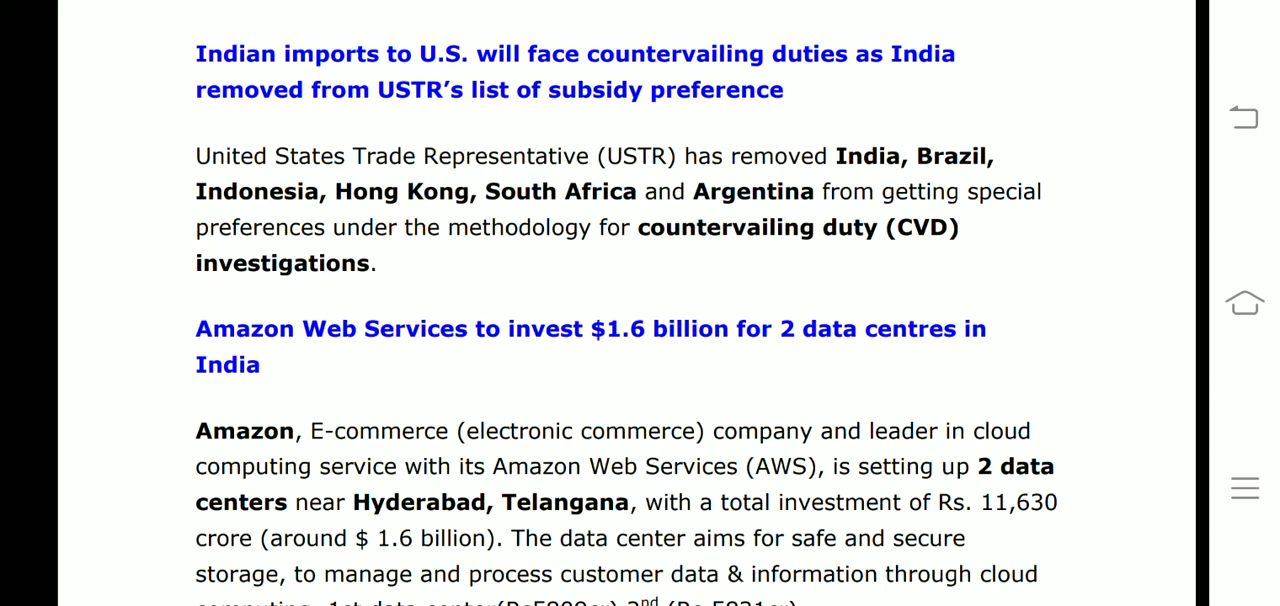 Indian imports to U.S. will face countervailing duties as India
removed from USTR’s list of subsidy preference
United States Trade Representative (USTR) has removed India, Brazil,
Indonesia, Hong Kong, South Africa and Argentina from getting special
preferences under the methodology for countervailing duty (CVD)
investigations.
Amazon Web Services to invest $1.6 billion for 2 data centres in
India
Amazon, E-commerce (electronic commerce) company and leader in cloud
computing service with its Amazon Web Services (AWS), is setting up 2 data
centers near Hyderabad, Telangana, with a total investment of Rs. 11,630
crore (around $ 1.6 billion). The data center aims for safe and secure
storage, to manage and process customer data & information through cloud
computing. 1st data center 2nd